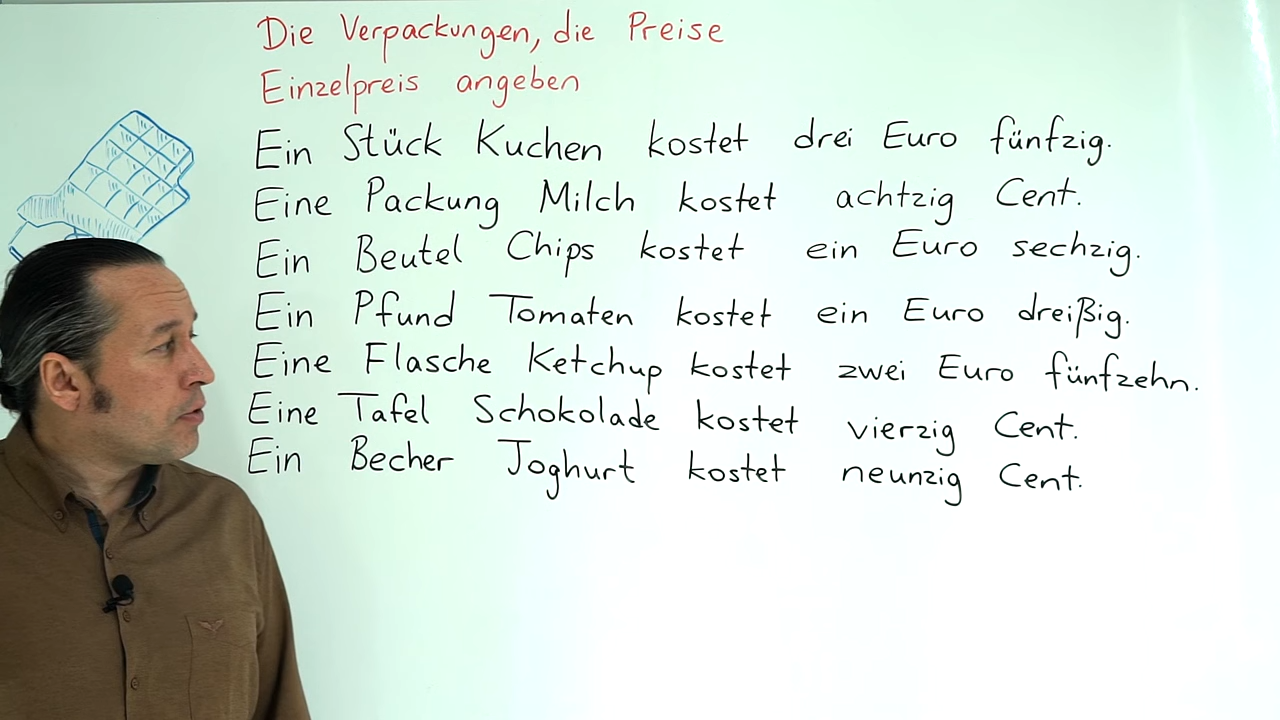 Die Verpackungen, die Preise
Einzelpreis angeben
Ein Stück Kuchen kostet drei Euro fünfzig.
Eine Packung Milch kostet achtzig Cent.
Ein Beutel Chips kostet ein Euro sechzig.
Ein Pfund Tomaten kostet ein Euro dreißig.
Eine Flasche Ketchup kostet zwei Euro fünfzehn.
Eine Tafel Schokolade kostet vierzig Cent.
Ein Becher Joghurt kostet neunzig Cent.